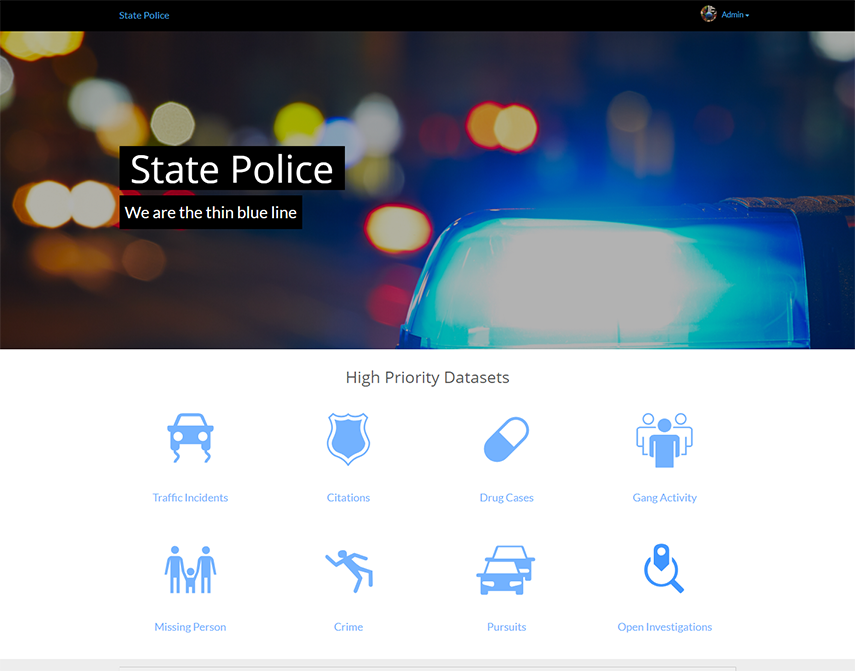 State Police
Admin
State Police
We are the thin blue line
High Priority Datasets
Traffic Incidents
Citations
Drug Cases
Gang Activity
Missing Person
Crime
Pursuits
Open Investigations